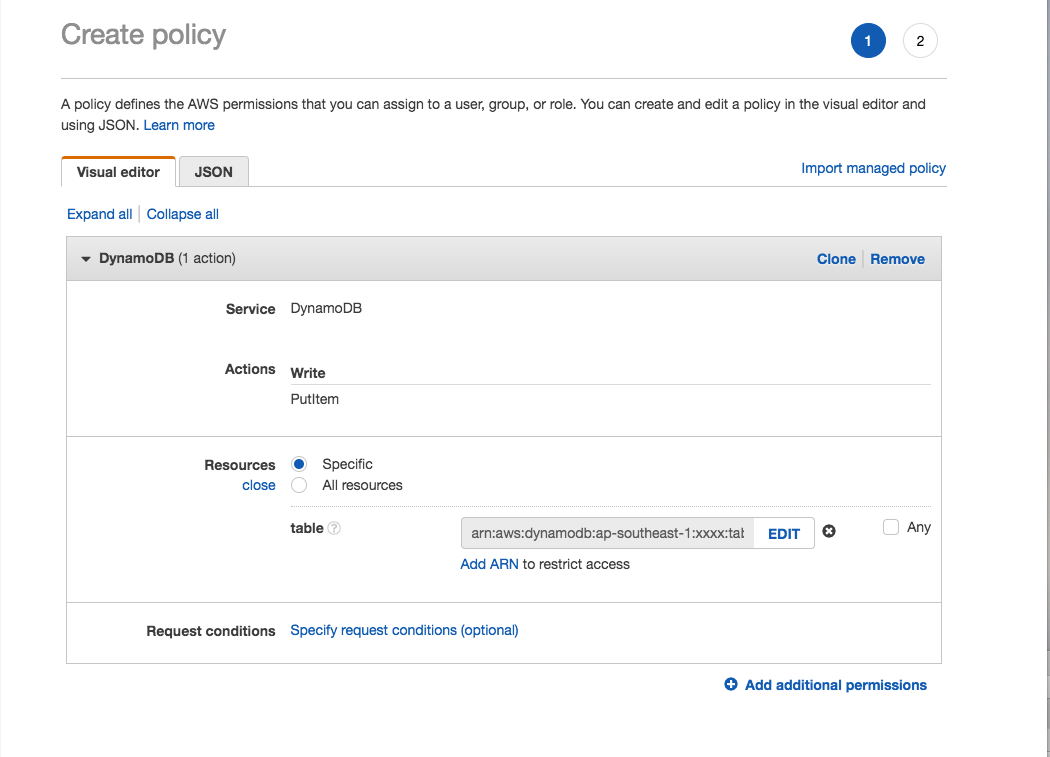 Create policy
1
2
A policy defines the AWS permissions that you can assign to a user, group, or role. You can create and edit a policy in the visual editor and
using JSON. Learn more
Visual editor
JSON
Import managed policy
Expand all
Collapse all
DynamoDB (1 action)
Clone
Remove
Service
DynamoDB
Actions
Write
PutItem
Resources
Specific
close
All resources
table ?
arn:aws:dynamodb:ap-southeast-1:xxxx:tab
EDIT
Any
Add ARN to restrict access
Request conditions
Specify request conditions (optional)
Add additional permissions